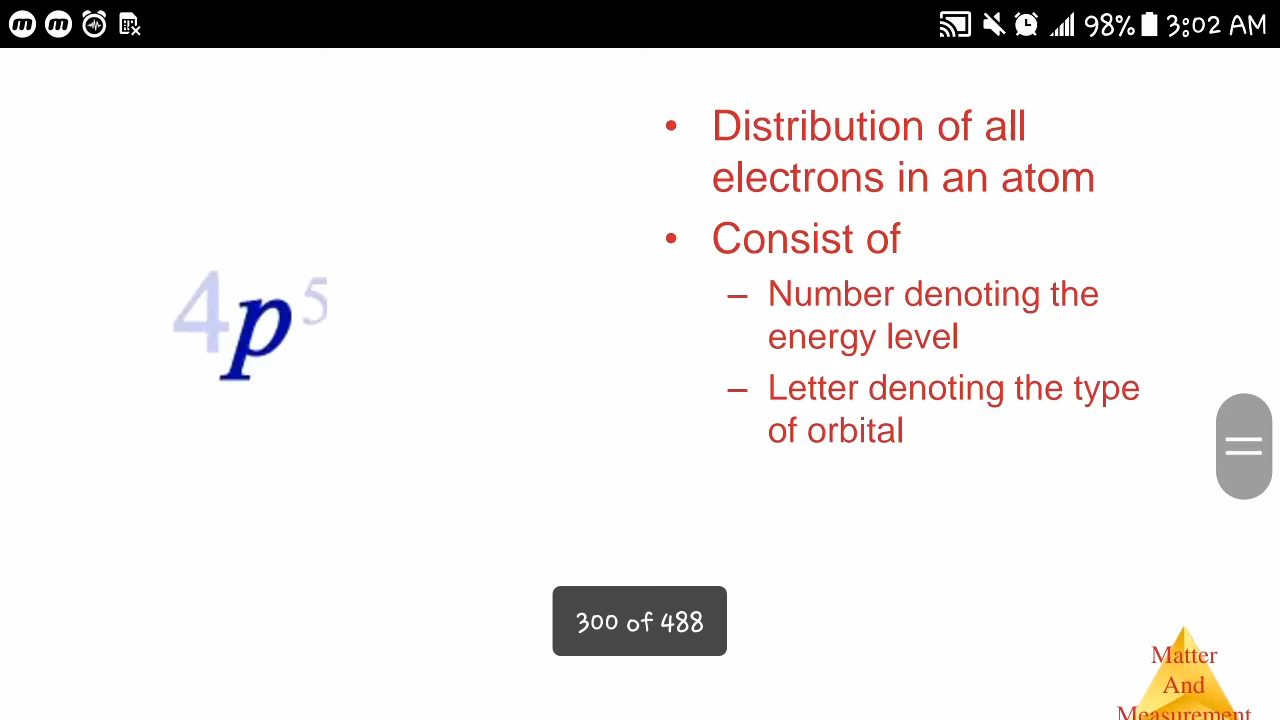 98% 3:02 AM
• Distribution of all
electrons in an atom
• Consist of
– Number denoting the
energy level
– Letter denoting the type
of orbital
4p5
300 of 488
Matter
And
Measurement